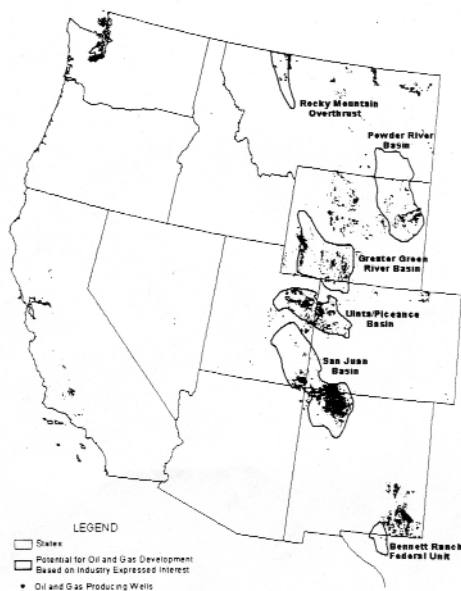 Rocky Mountain
Overthrust
Powder River
Basin
Greater Green
River Basin
Uinta/Piceance
Basin
San Juan
Basin
Bennett Ranch
Federal Unit
LEGEND
States
Potential for Oil and Gas Development
Based on Industry Expressed Interest
Oil and Gas Producing Wells